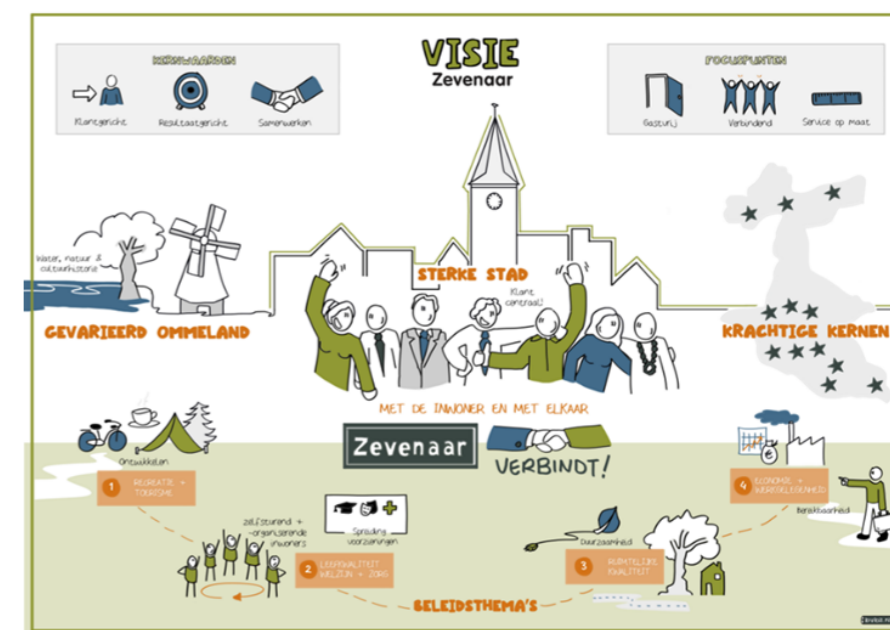 VISIE
Zevenaar
KERNWAARDEN
Klantgericht
Resultaatgericht
Samenwerken
FOCUSPUNTEN
Gastvrij
Verbindend
Service op maat
Water, natuur &
cultuurhistorie
GEVARIEERD OMMELAND
STERKE STAD
Klant
centraal!
KRACHTIGE KERNEN
MET DE INWONER EN MET ELKAAR
Zevenaar
VERBINDT!
Ontwikkelen
1 RECREATIE +
TOERISME
zelfsturend +
-organiserende
inwoners
Spreiding
voorzieningen
2 LEEFKWALITEIT
WELZIJN + ZORG
Duurzaamheid
3 RUIMTELIJKE
KWALITEIT
4 ECONOMIE +
WERKGELEGENHEID
Bereikbaarheid
BELEIDSTHEMA'S